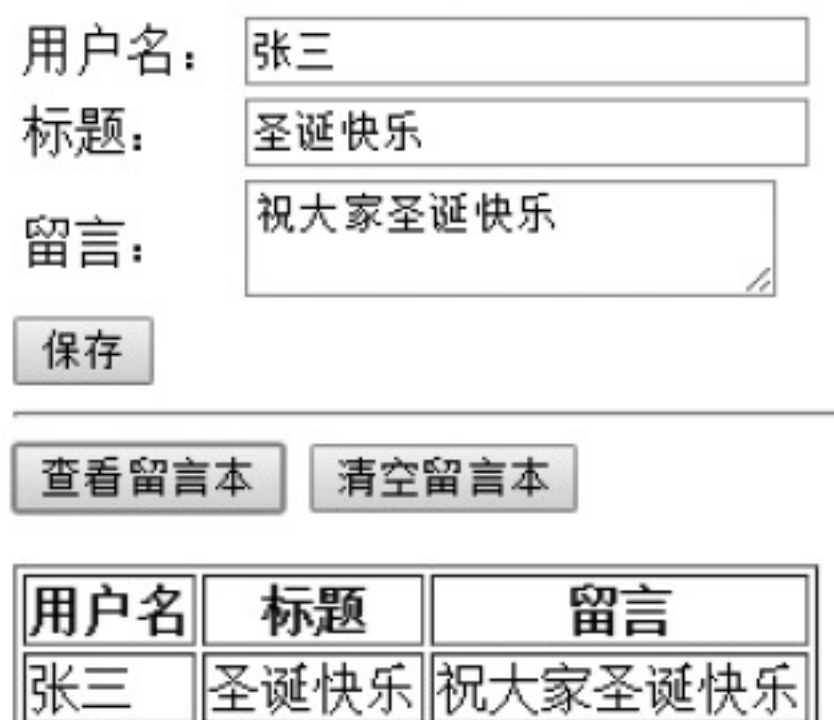 用户名： 张三
标题： 圣诞快乐
留言： 祝大家圣诞快乐
保存
查看留言本 清空留言本
用户名 标题 留言
张三 圣诞快乐 祝大家圣诞快乐